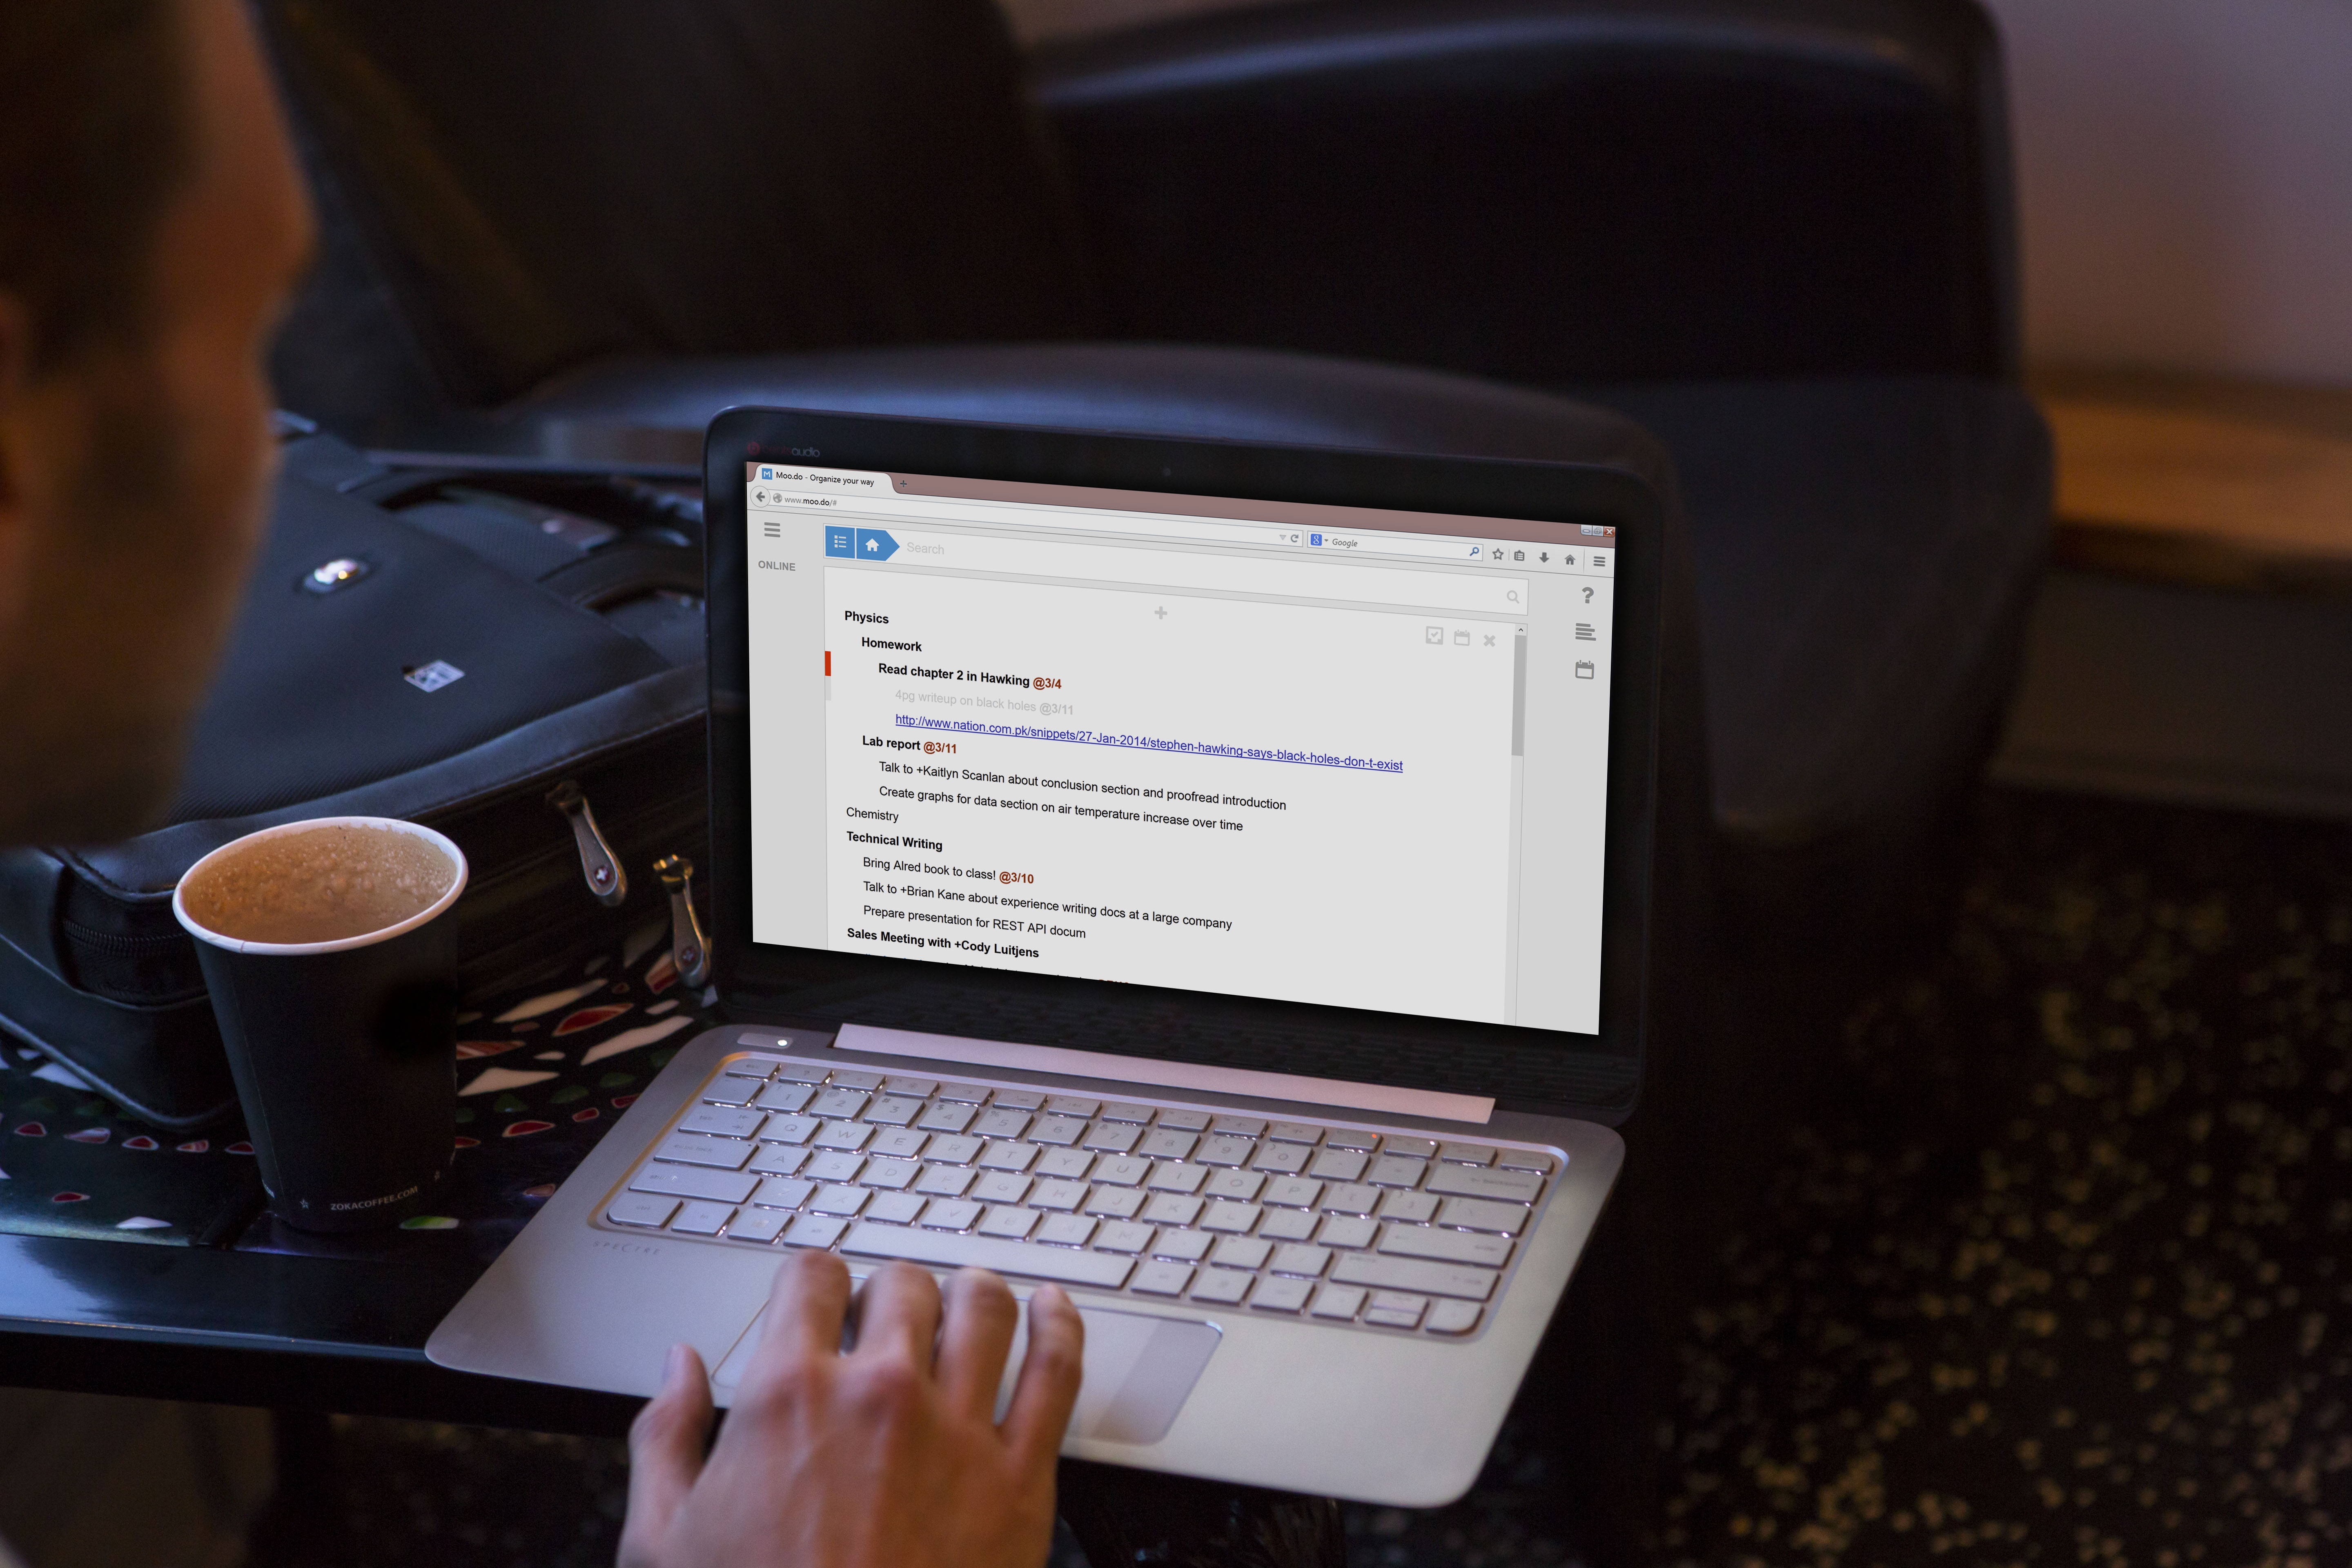 audio
Moo.do - Organize your way
www.moo.do/#
Google
ONLINE
Search
Physics
Homework
Read chapter 2 in Hawking @3/4
4pg writeup on black holes @3/11
http://www.nation.com.pk/snippets/27-Jan-2014/stephen-hawking-says-black-holes-don-t-exist
Lab report @3/11
Talk to +Kaitlyn Scanlan about conclusion section and proofread introduction
Create graphs for data section on air temperature increase over time
Chemistry
Technical Writing
Bring Alred book to class! @3/10
Talk to +Brian Kane about experience writing docs at a large company
Prepare presentation for REST API docum
Sales Meeting with +Cody Luitjens
ZOKACOFFEE.COM
SPECTRE